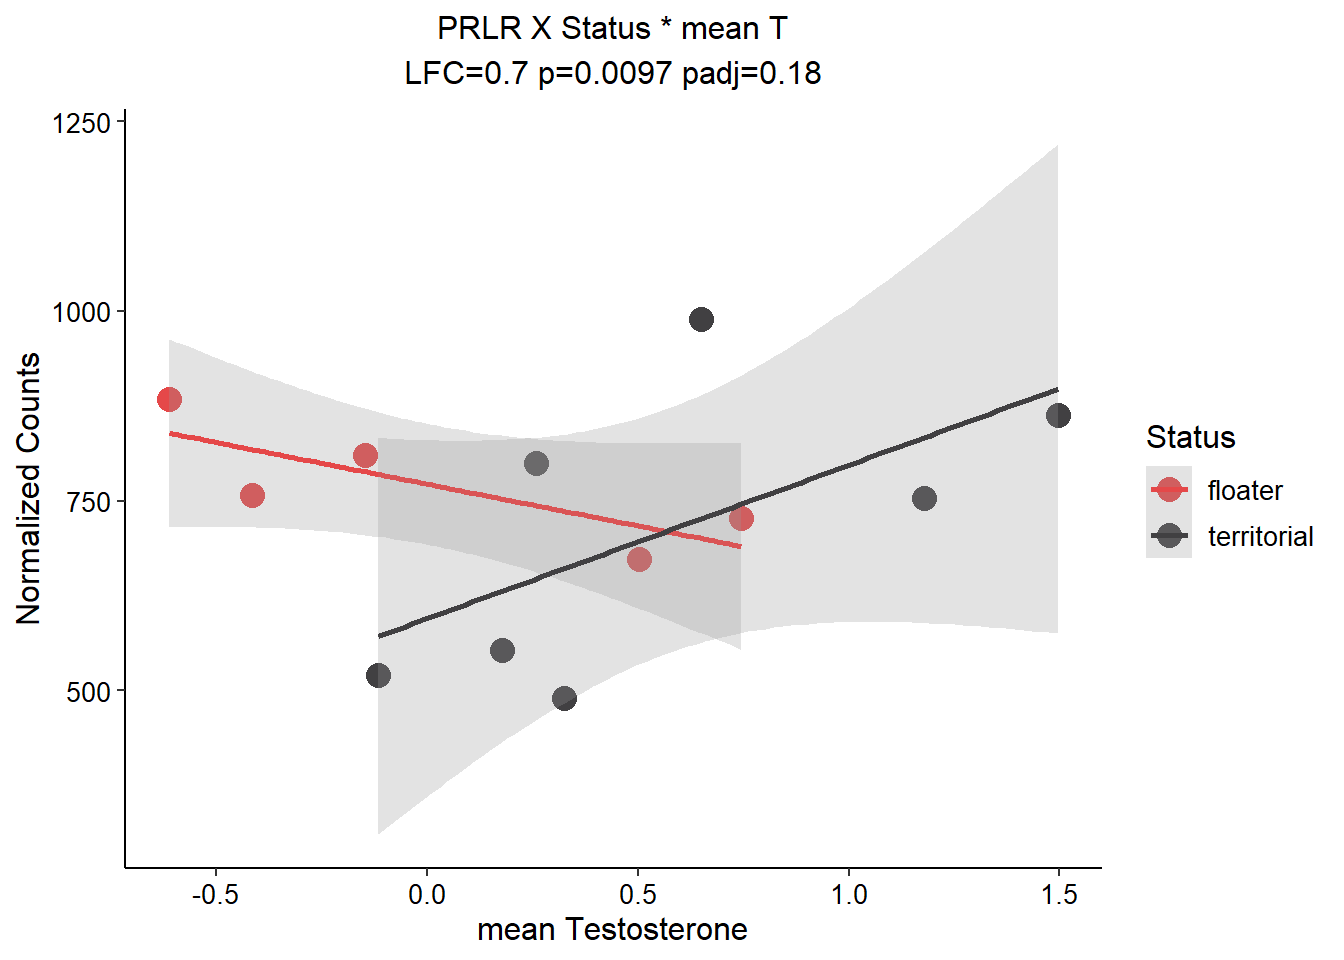 PRLR X Status * mean T
LFC=0.7 p=0.0097 padj=0.18
Normalized Counts
1250
1000
750
500
-0.5 0.0 0.5 1.0 1.5
mean Testosterone
Status
floater
territorial